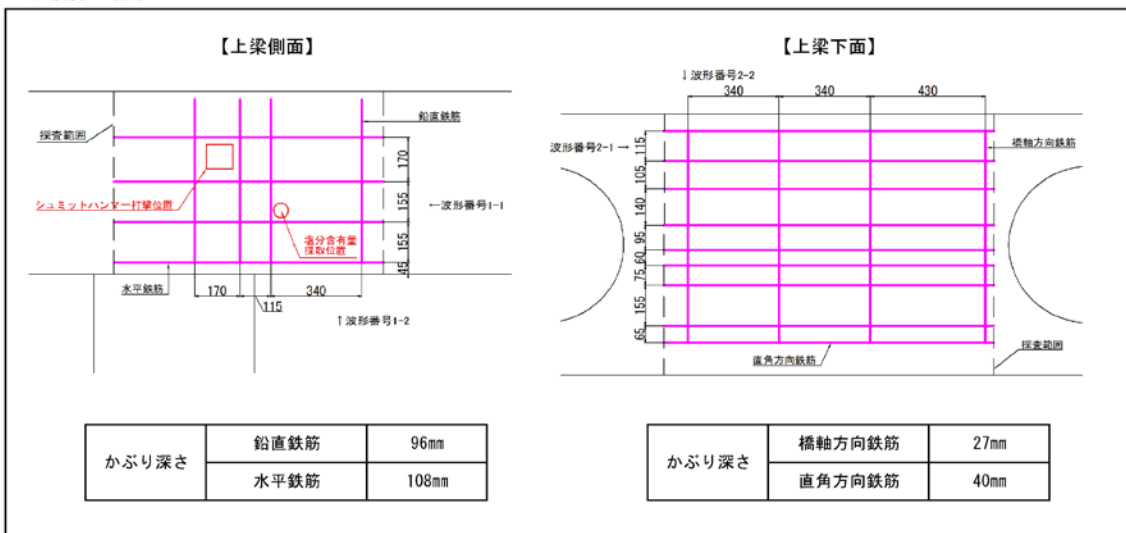 【上梁側面】
鉛直鉄筋
探査範囲
シュミットハンマー打撃位置
170
155
155
45
←波形番号1-1
塩分含有量
採取位置
水平鉄筋
170
115
340
↑波形番号1-2
かぶり深さ
鉛直鉄筋
96mm
水平鉄筋
108mm
【上梁下面】
↓波形番号2-2
340
340
430
波形番号2-1→
橋軸方向鉄筋
115
105
140
95
60
75
155
65
直角方向鉄筋
探査範囲
かぶり深さ
橋軸方向鉄筋
27mm
直角方向鉄筋
40mm